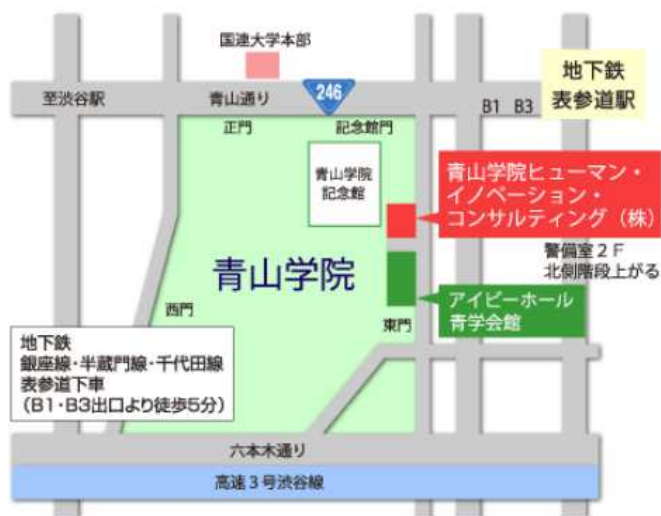 国連大学本部
至渋谷駅
青山通り
246
B1 B3
地下鉄
表参道駅
正門
記念館門
青山学院
記念館
青山学院ヒューマン・
イノベーション・
コンサルティング（株）
警備室２Ｆ
北側階段上がる
青山学院
アイビーホール
青学会館
西門
東門
地下鉄
銀座線・半蔵門線・千代田線
表参道下車
（B1・B3出口より徒歩5分）
六本木通り
高速３号渋谷線